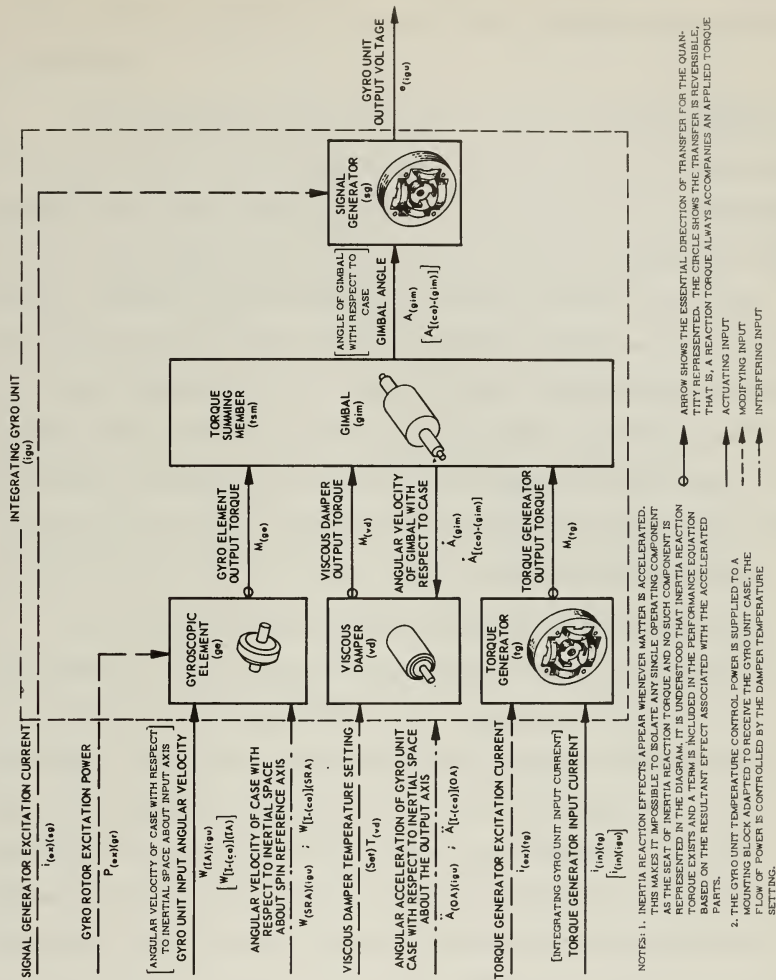 INTEGRATING GYRO UNIT
(igu)
SIGNAL GENERATOR EXCITATION CURRENT
i(ex)(sg)
GYRO ROTOR EXCITATION POWER
P(ex)(gr)
[ANGULAR VELOCITY OF CASE WITH RESPECT
TO INERTIAL SPACE ABOUT INPUT AXIS]
GYRO UNIT INPUT ANGULAR VELOCITY
W(IA)(igu)
[W[I-(ca)](IA)]
ANGULAR VELOCITY OF CASE WITH
RESPECT TO INERTIAL SPACE
ABOUT SPIN REFERENCE AXIS
W(SRA)(igu) ; W[I-(ca)](SRA)
VISCOUS DAMPER TEMPERATURE SETTING
(Set)T(vd)
ANGULAR ACCELERATION OF GYRO UNIT
CASE WITH RESPECT TO INERTIAL SPACE
ABOUT THE OUTPUT AXIS
Ä(OA)(igu) ; Ä[I-(ca)](OA)
TORQUE GENERATOR EXCITATION CURRENT
i(ex)(tg)
[INTEGRATING GYRO UNIT INPUT CURRENT]
TORQUE GENERATOR INPUT CURRENT
i(in)(tg)
[i(in)(igu)]
GYROSCOPIC
ELEMENT
(ge)
VISCOUS
DAMPER
(vd)
TORQUE
GENERATOR
(tg)
GYRO ELEMENT
OUTPUT TORQUE
M(ge)
VISCOUS DAMPER
OUTPUT TORQUE
M(vd)
ANGULAR VELOCITY
OF GIMBAL WITH
RESPECT TO CASE
Ȧ(gim)
Ȧ[(ca)-(gim)]
TORQUE GENERATOR
OUTPUT TORQUE
M(tg)
TORQUE
SUMMING
MEMBER
(tsm)
GIMBAL
(gim)
[ANGLE OF GIMBAL
WITH RESPECT TO
CASE]
GIMBAL ANGLE
A(gim)
[A[(ca)-(gim)]]
SIGNAL
GENERATOR
(sg)
GYRO UNIT
OUTPUT VOLTAGE
e(igu)
NOTES: 1. INERTIA REACTION EFFECTS APPEAR WHENEVER MATTER IS ACCELERATED.
THIS MAKES IT IMPOSSIBLE TO ISOLATE ANY SINGLE OPERATING COMPONENT
AS THE SEAT OF INERTIA REACTION TORQUE AND NO SUCH COMPONENT IS
REPRESENTED IN THE DIAGRAM. IT IS UNDERSTOOD THAT INERTIA REACTION
TORQUE EXISTS AND A TERM IS INCLUDED IN THE PERFORMANCE EQUATION
BASED ON THE RESULTANT EFFECT ASSOCIATED WITH THE ACCELERATED
PARTS.
2. THE GYRO UNIT TEMPERATURE CONTROL POWER IS SUPPLIED TO A
MOUNTING BLOCK ADAPTED TO RECEIVE THE GYRO UNIT CASE. THE
FLOW OF POWER IS CONTROLLED BY THE DAMPER TEMPERATURE
SETTING.
ARROW SHOWS THE ESSENTIAL DIRECTION OF TRANSFER FOR THE QUAN-
TITY REPRESENTED. THE CIRCLE SHOWS THE TRANSFER IS REVERSIBLE,
THAT IS, A REACTION TORQUE ALWAYS ACCOMPANIES AN APPLIED TORQUE
ACTUATING INPUT
MODIFYING INPUT
INTERFERING INPUT